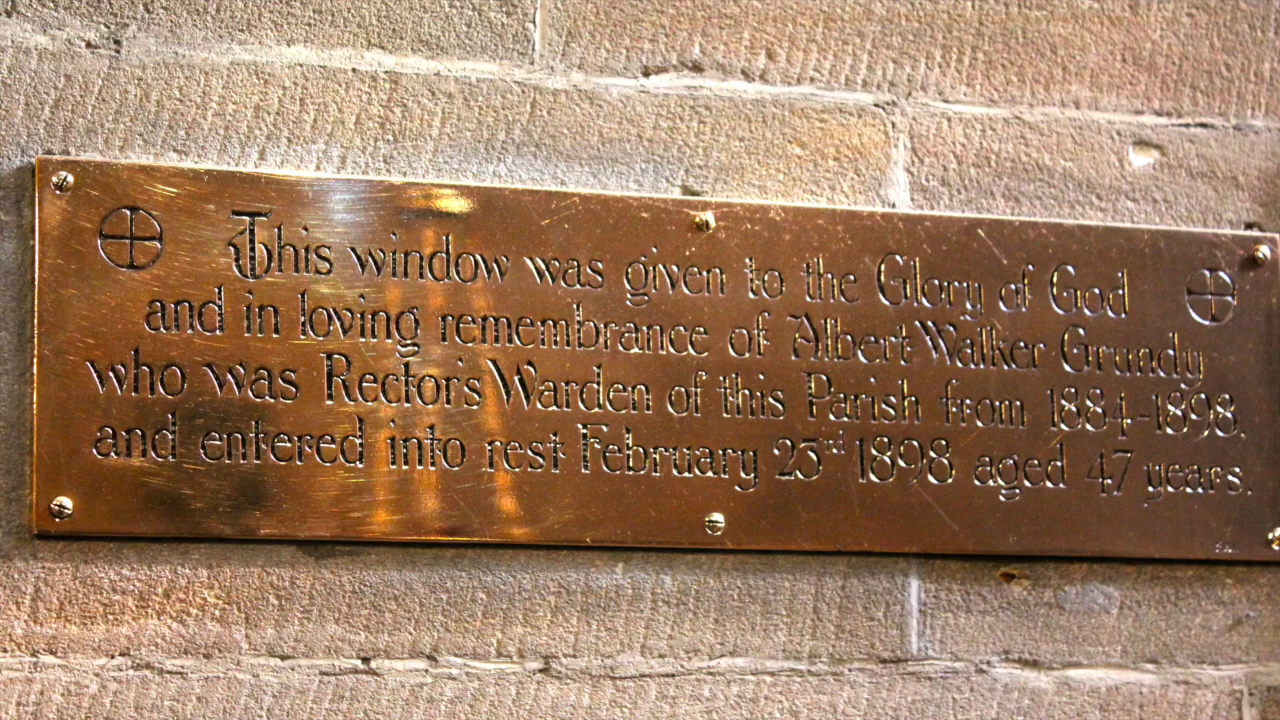 This window was given to the Glory of God
and in loving remembrance of Albert Walker Grundy
who was Rector's Warden of this Parish from 1884-1898.
and entered into rest February 23rd 1898 aged 47 years.